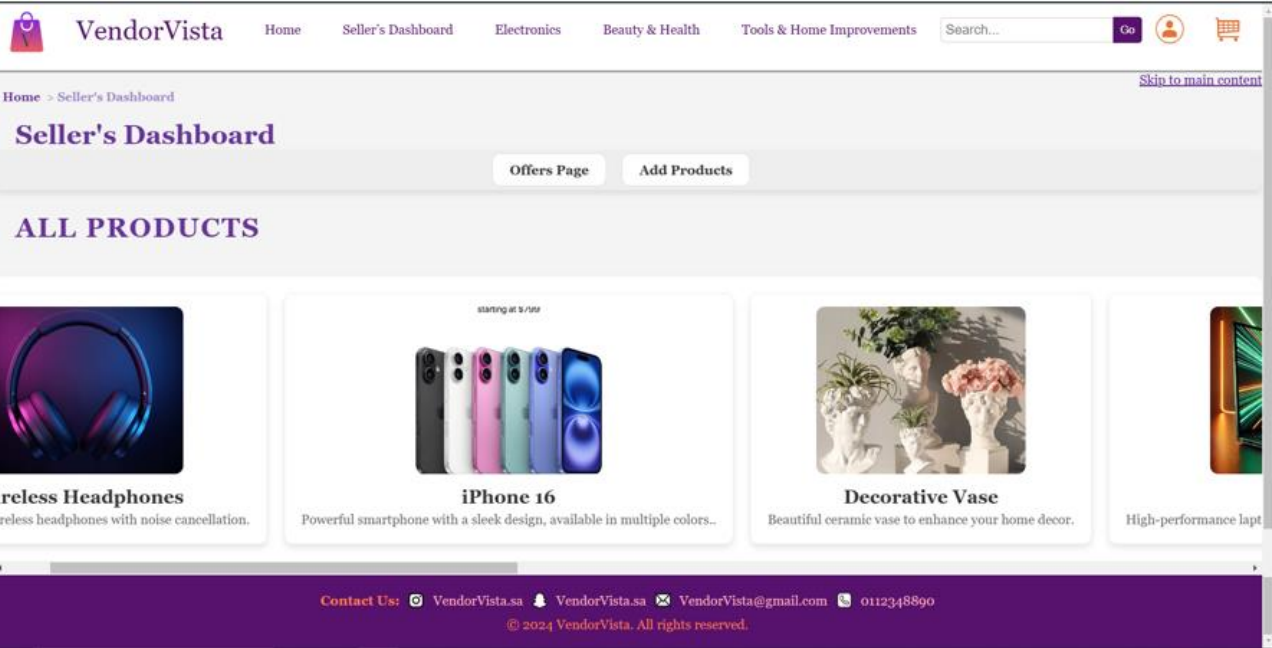 VendorVista
Home Seller's Dashboard Electronics Beauty & Health Tools & Home Improvements Search... Go
Skip to main content
Home > Seller's Dashboard
Seller's Dashboard
Offers Page Add Products
ALL PRODUCTS
starting at
reless Headphones
reless headphones with noise cancellation.
iPhone 16
Powerful smartphone with a sleek design, available in multiple colors..
Decorative Vase
Beautiful ceramic vase to enhance your home decor.
High-performance lapt
Contact Us: VendorVista.sa VendorVista.sa VendorVista@gmail.com 0112348890
© 2024 VendorVista. All rights reserved.